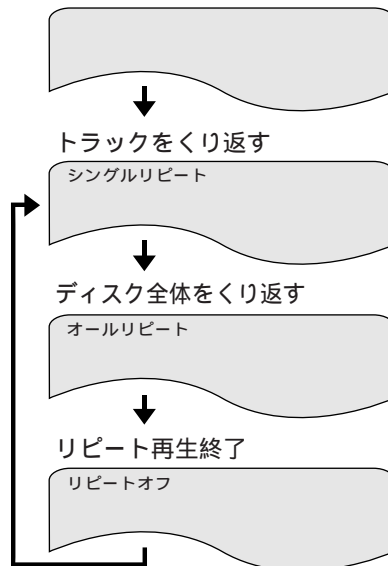 トラックをくり返す
シングルリピート
ディスク全体をくり返す
オールリピート
リピート再生終了
リピートオフ